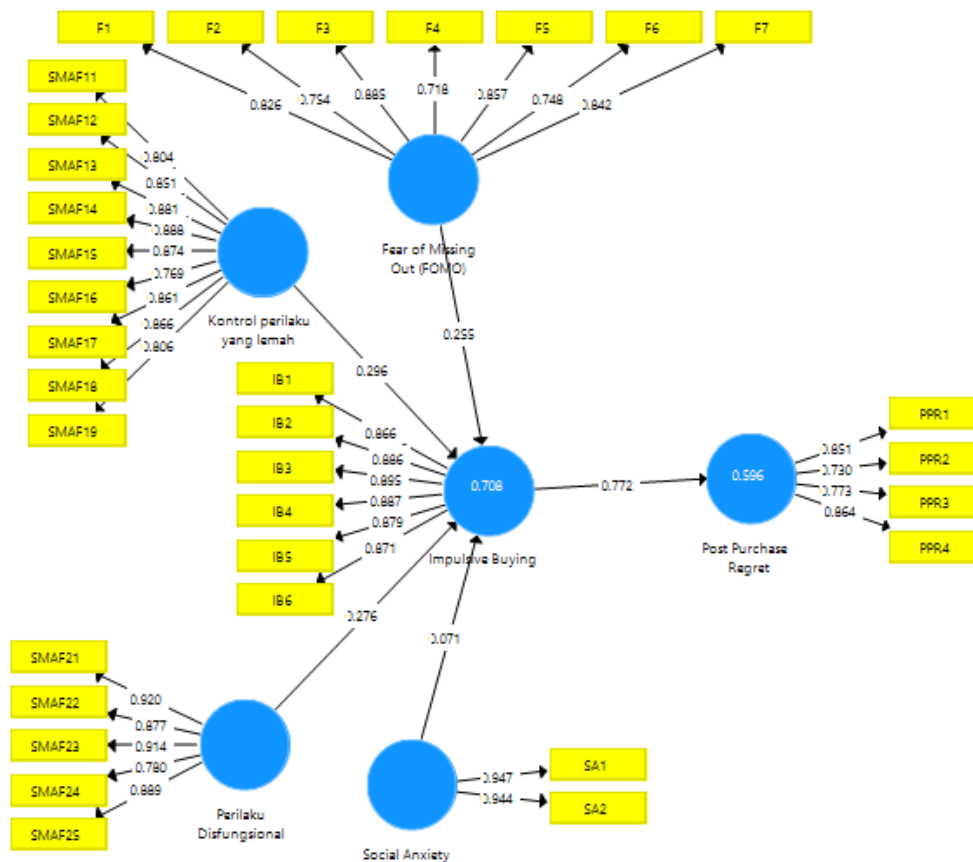 F1
F2
F3
F4
F5
F6
F7
0.826
0.754
0.885
0.718
0.857
0.748
0.842
Fear of Missing
Out (FOMO)
SMAF11
SMAF12
SMAF13
SMAF14
SMAF15
SMAF16
SMAF17
SMAF18
SMAF19
0.804
0.851
0.881
0.888
0.874
0.769
0.861
0.866
0.806
Kontrol perilaku
yang lemah
0.296
0.255
IB1
IB2
IB3
IB4
IB5
IB6
0.866
0.886
0.895
0.887
0.879
0.871
0.708
Impulsive Buying
0.772
0.596
Post Purchase
Regret
0.851
0.730
0.773
0.864
PPR1
PPR2
PPR3
PPR4
0.276
0.071
SMAF21
SMAF22
SMAF23
SMAF24
SMAF25
0.920
0.877
0.914
0.780
0.889
Perilaku
Disfungsional
Social Anxiety
0.947
0.944
SA1
SA2